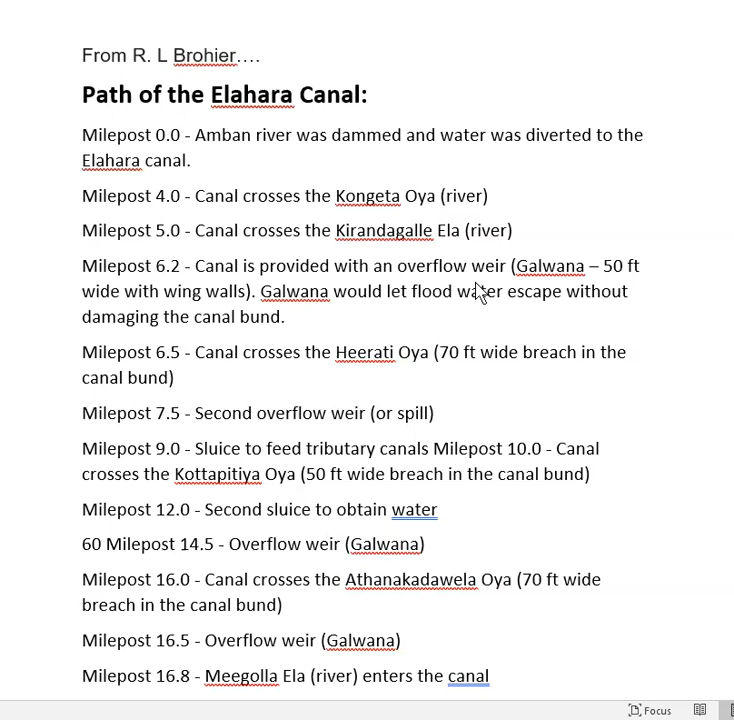 From R. L Brohier....
Path of the Elahara Canal:
Milepost 0.0 - Amban river was dammed and water was diverted to the
Elahara canal.
Milepost 4.0 - Canal crosses the Kongeta Oya (river)
Milepost 5.0 - Canal crosses the Kirandagalle Ela (river)
Milepost 6.2 - Canal is provided with an overflow weir (Galwana – 50 ft
wide with wing walls). Galwana would let flood water escape without
damaging the canal bund.
Milepost 6.5 - Canal crosses the Heerati Oya (70 ft wide breach in the
canal bund)
Milepost 7.5 - Second overflow weir (or spill)
Milepost 9.0 - Sluice to feed tributary canals Milepost 10.0 - Canal
crosses the Kottapitiya Oya (50 ft wide breach in the canal bund)
Milepost 12.0 - Second sluice to obtain water
60 Milepost 14.5 - Overflow weir (Galwana)
Milepost 16.0 - Canal crosses the Athanakadawela Oya (70 ft wide
breach in the canal bund)
Milepost 16.5 - Overflow weir (Galwana)
Milepost 16.8 - Meegolla Ela (river) enters the canal
Focus